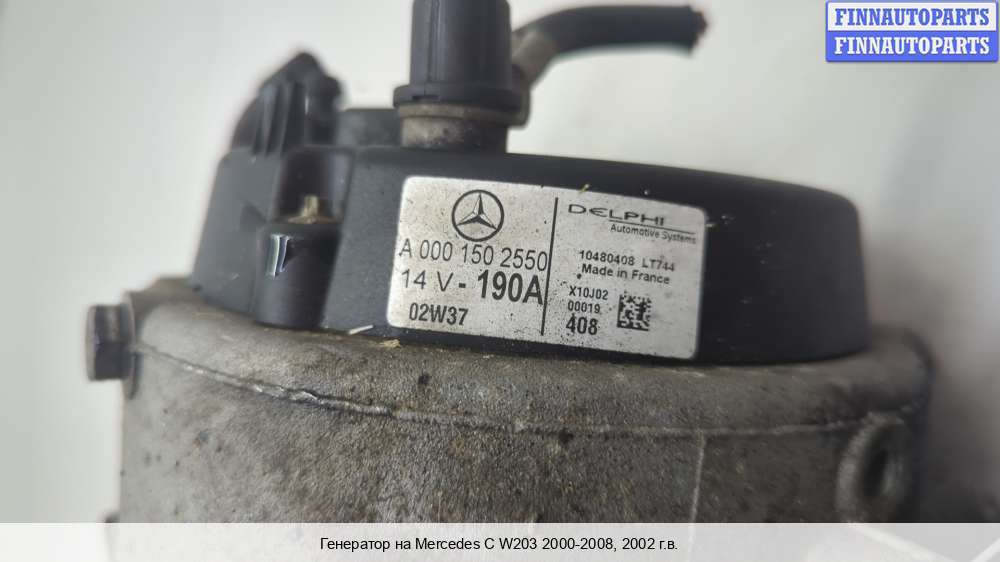 FINNAUTOPARTS
FINNAUTOPARTS
A 000 150 2550
14 V - 190A
02W37
DELPHI
Automotive Systems
10480408 LT744
Made in France
X10J02
00019
408
Генератор на Mercedes C W203 2000-2008, 2002 г.в.